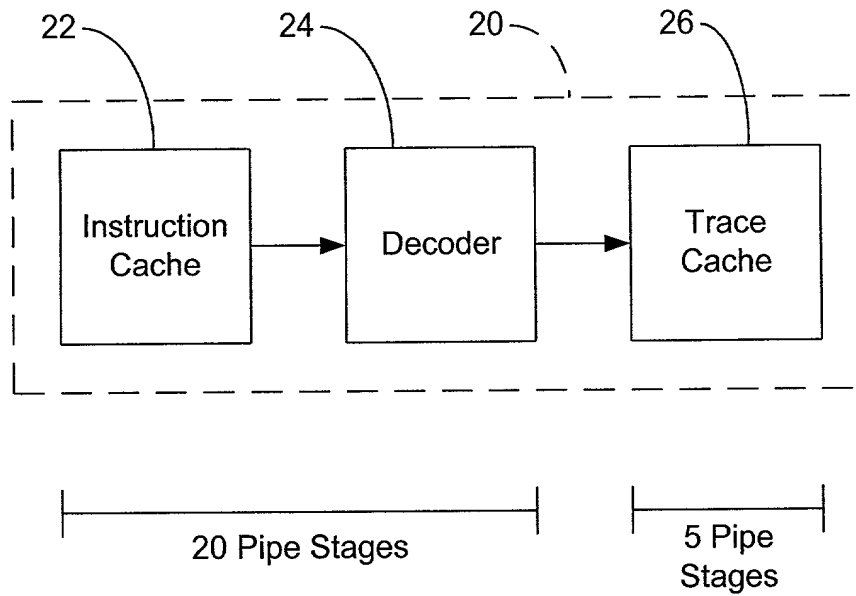 22
24
20
26
Instruction
Cache
Decoder
Trace
Cache
20 Pipe Stages
5 Pipe
Stages